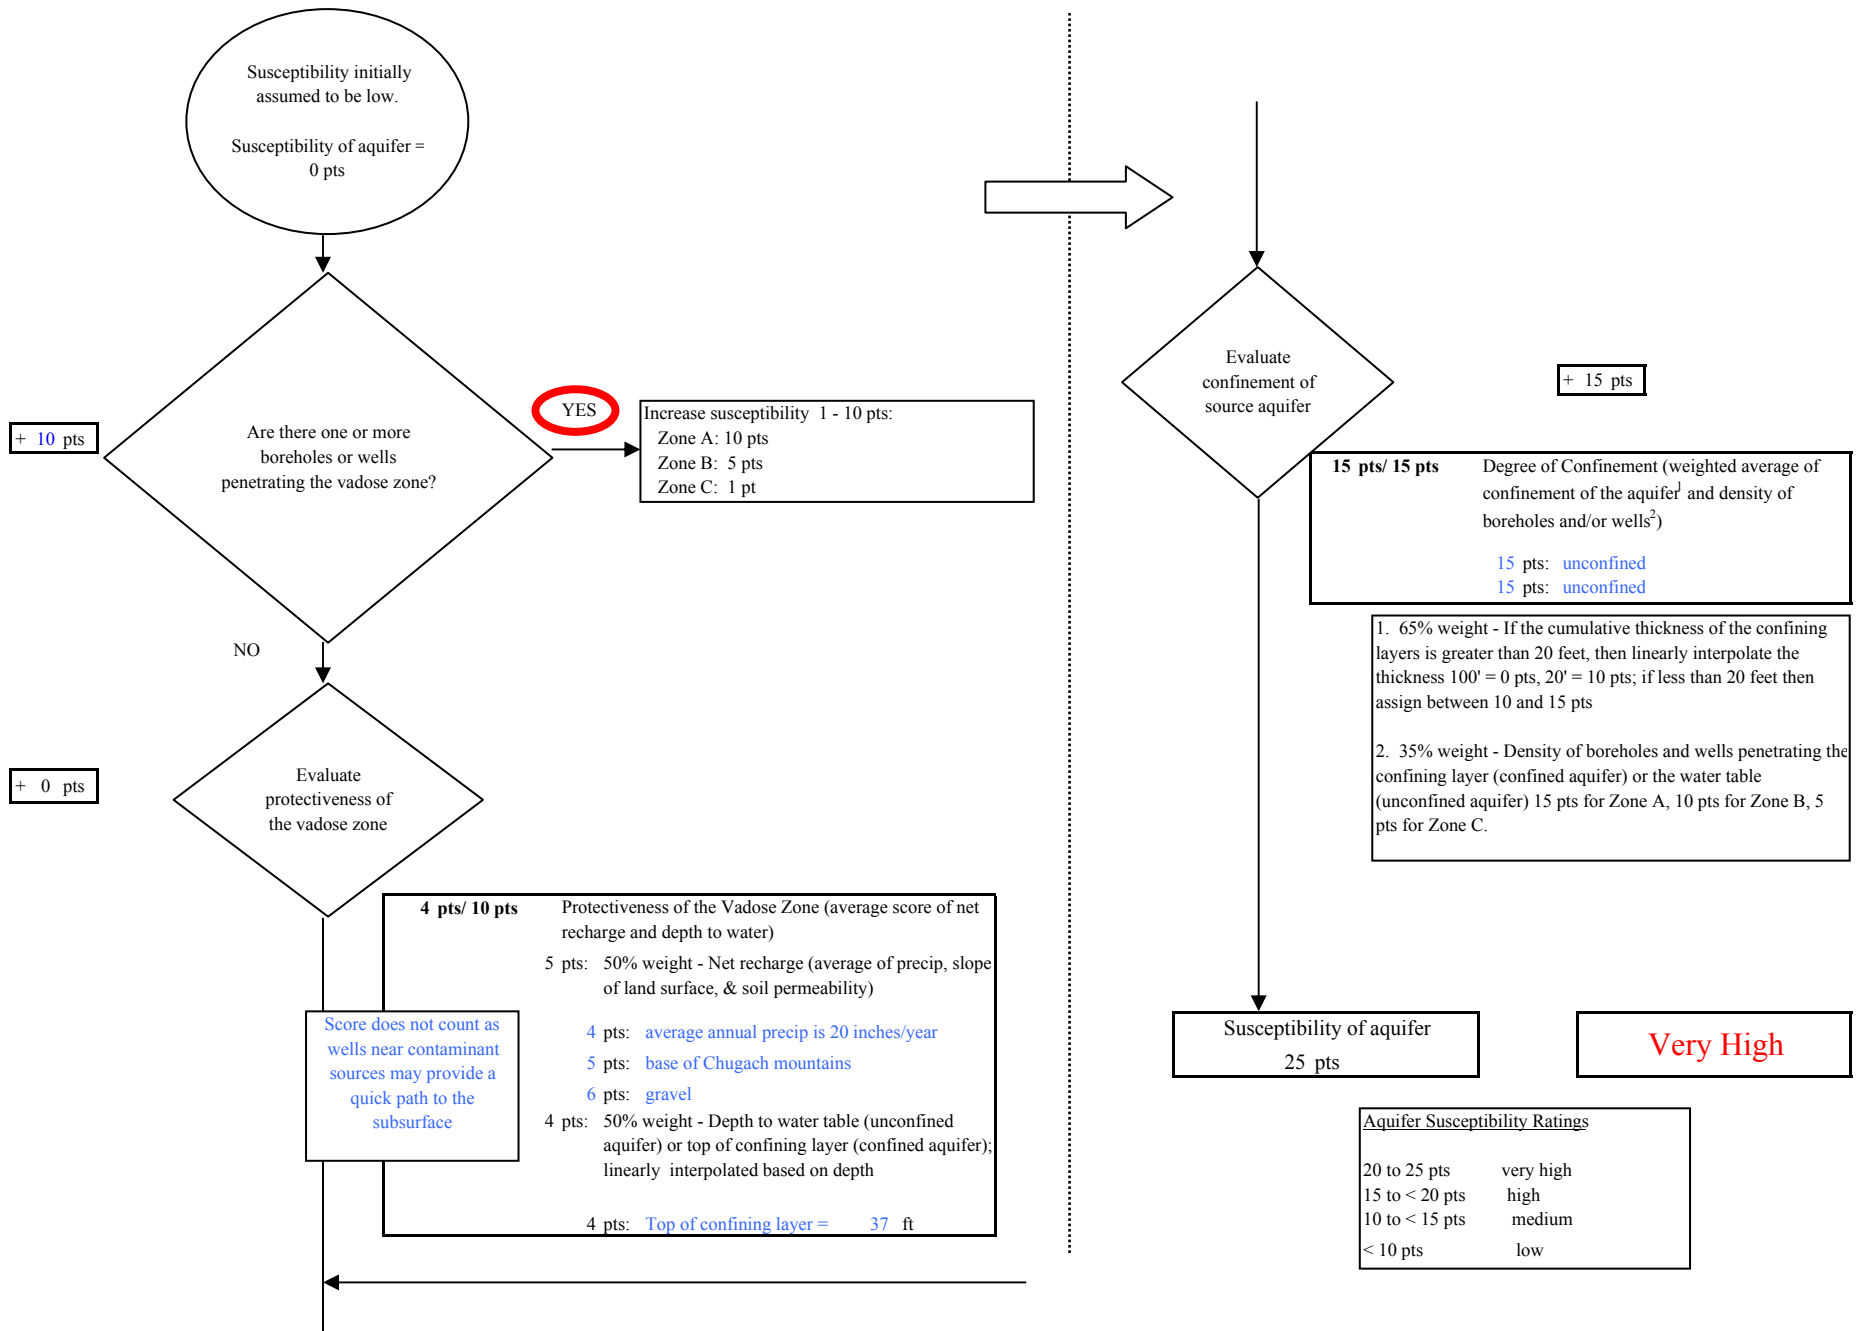 Susceptibility initially
assumed to be low.
Susceptibility of aquifer =
0 pts
+ 10 pts
Are there one or more
boreholes or wells
penetrating the vadose zone?
YES
Increase susceptibility 1 - 10 pts:
Zone A: 10 pts
Zone B: 5 pts
Zone C: 1 pt
NO
+ 0 pts
Evaluate
protectiveness of
the vadose zone
4 pts/ 10 pts
Protectiveness of the Vadose Zone (average score of net
recharge and depth to water)
5 pts: 50% weight - Net recharge (average of precip, slope
of land surface, & soil permeability)
4 pts: average annual precip is 20 inches/year
5 pts: base of Chugach mountains
6 pts: gravel
4 pts: 50% weight - Depth to water table (unconfined
aquifer) or top of confining layer (confined aquifer);
linearly interpolated based on depth
4 pts: Top of confining layer = 37 ft
Score does not count as
wells near contaminant
sources may provide a
quick path to the
subsurface
Evaluate
confinement of
source aquifer
+ 15 pts
15 pts/ 15 pts
Degree of Confinement (weighted average of
confinement of the aquifer1 and density of
boreholes and/or wells2)
15 pts: unconfined
15 pts: unconfined
1. 65% weight - If the cumulative thickness of the confining
layers is greater than 20 feet, then linearly interpolate the
thickness 100' = 0 pts, 20' = 10 pts; if less than 20 feet then
assign between 10 and 15 pts
2. 35% weight - Density of boreholes and wells penetrating the
confining layer (confined aquifer) or the water table
(unconfined aquifer) 15 pts for Zone A, 10 pts for Zone B, 5
pts for Zone C.
Susceptibility of aquifer
25 pts
Very High
Aquifer Susceptibility Ratings
20 to 25 pts very high
15 to < 20 pts high
10 to < 15 pts medium
< 10 pts low